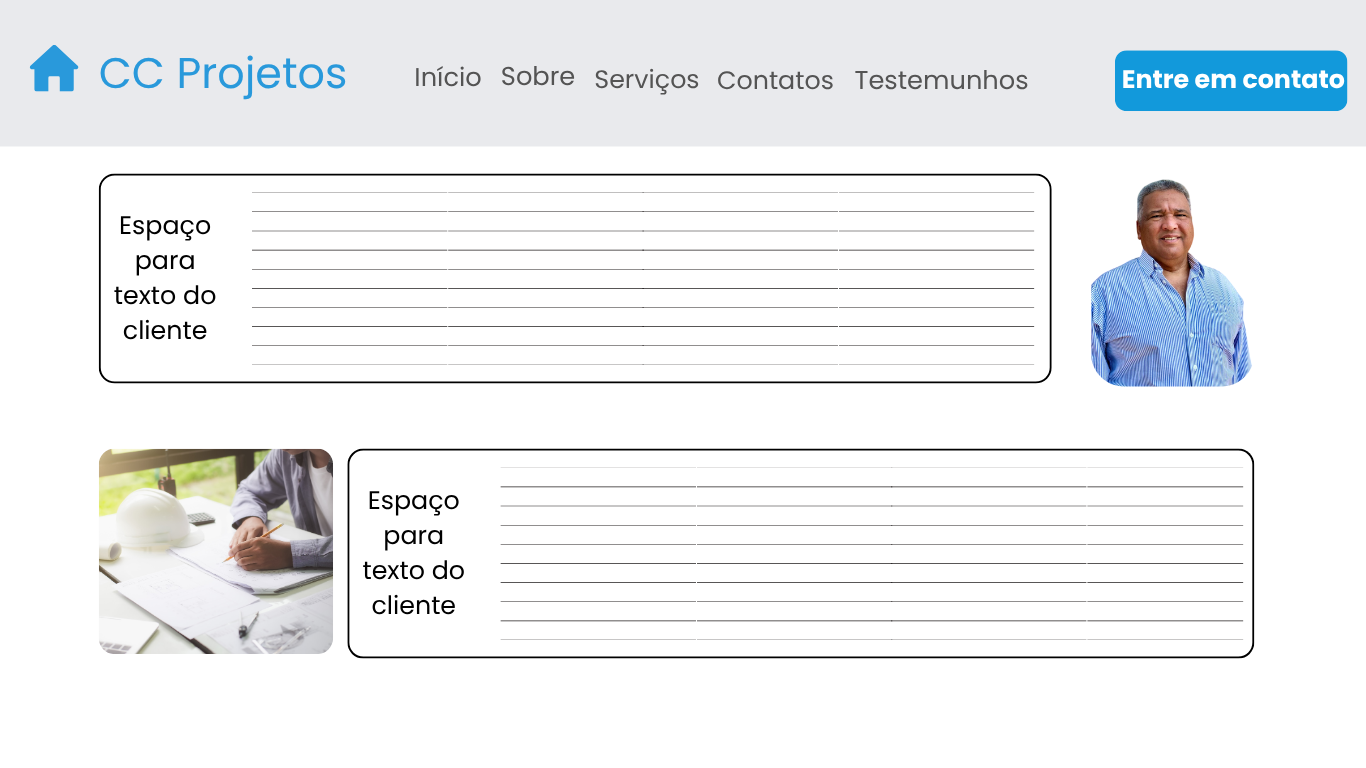 CC Projetos
Início Sobre Serviços Contatos Testemunhos
Entre em contato
Espaço
para
texto do
cliente
Espaço
para
texto do
cliente